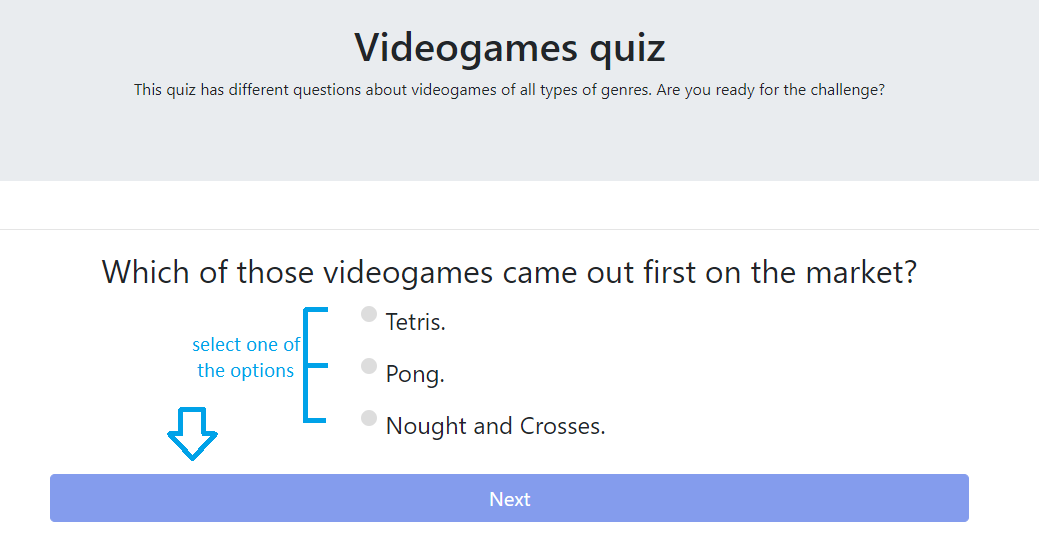 Videogames quiz
This quiz has different questions about videogames of all types of genres. Are you ready for the challenge?
Which of those videogames came out first on the market?
Tetris.
select one of
the options
Pong.
Nought and Crosses.
Next